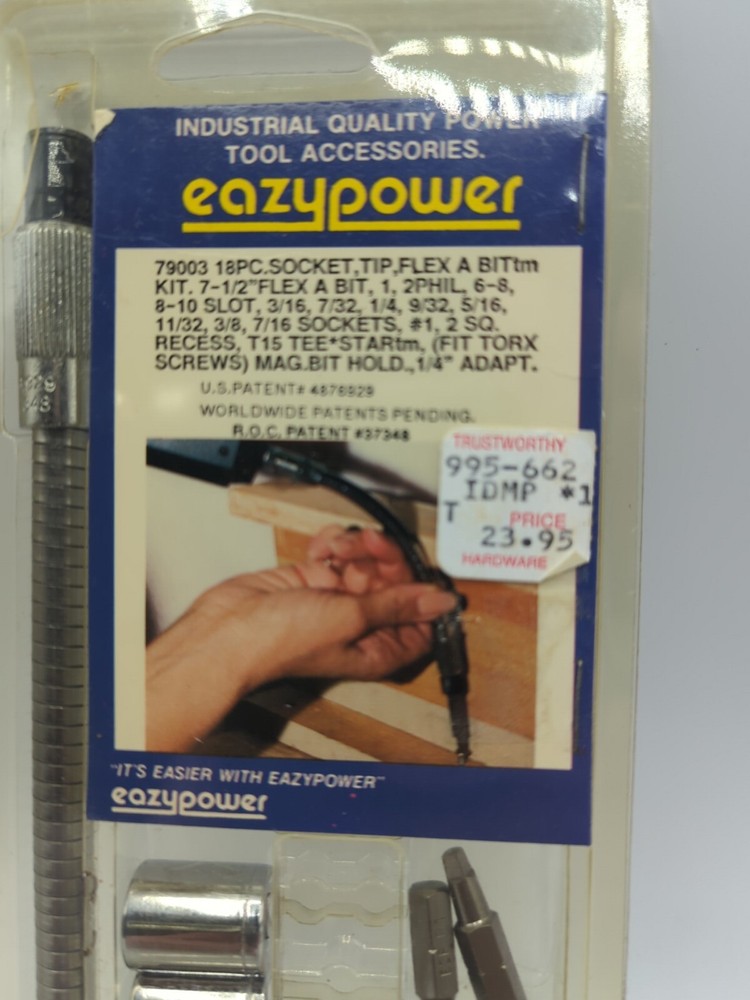 INDUSTRIAL QUALITY POWER
TOOL ACCESSORIES.
eazypower
79003 18PC.SOCKET,TIP,FLEX A BITtm
KIT. 7-1/2"FLEX A BIT, 1, 2PHIL, 6-8,
8-10 SLOT, 3/16, 7/32, 1/4, 9/32, 5/16,
11/32, 3/8, 7/16 SOCKETS, #1, 2 SQ.
RECESS, T15 TEE*STARtm, (FIT TORX
SCREWS) MAG.BIT HOLD.,1/4" ADAPT.
U.S.PATENT# 4876929
WORLDWIDE PATENTS PENDING.
R.O.C. PATENT #37348
TRUSTWORTHY
995-662
IDMP *1
T PRICE
23.95
HARDWARE
"IT'S EASIER WITH EAZYPOWER"
eazypower